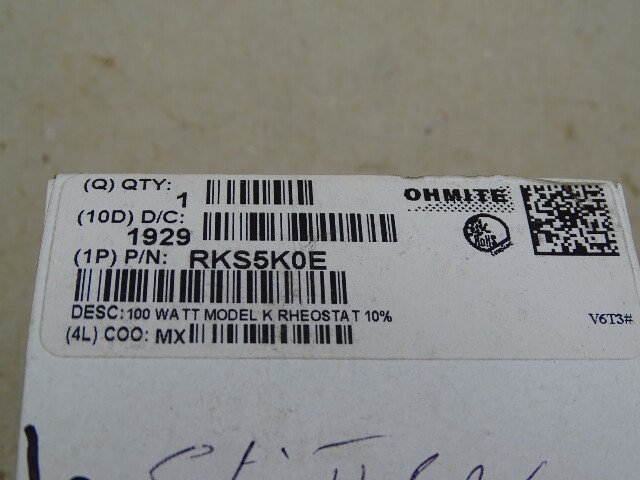 (Q) QTY: 1
OHMITE
(10D) D/C: 1929
(1P) P/N: RKS5K0E
DESC: 100 WATT MODEL K RHEOSTAT 10%
V6T3#
(4L) COO: MX